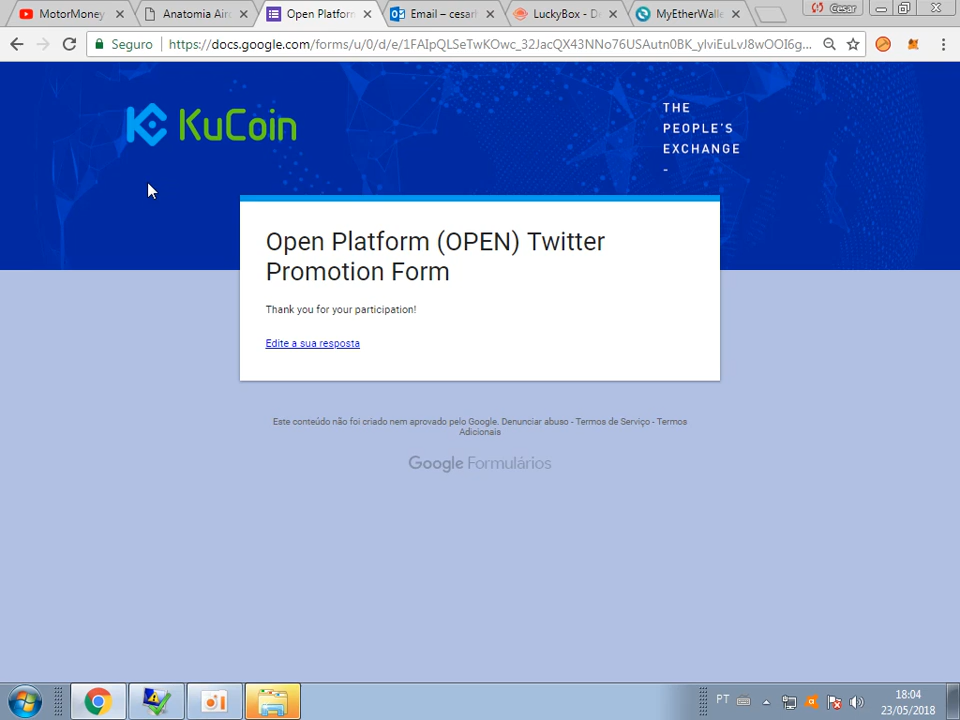 MotorMoney
Anatomia Airc
Open Platform
Email – cesarh
LuckyBox - D
MyEtherWalle
Cesar
Seguro
https://docs.google.com/forms/u/0/d/e/1FAIpQLSeTwKOwc_32JacQX43NNo76USAutn0BK_ylviEuLvJ8wOOI6g...
KuCoin
THE
PEOPLE'S
EXCHANGE
-
Open Platform (OPEN) Twitter
Promotion Form
Thank you for your participation!
Edite a sua resposta
Este conteúdo não foi criado nem aprovado pelo Google. Denunciar abuso - Termos de Serviço - Termos
Adicionais
Google Formulários
PT
18:04
23/05/2018